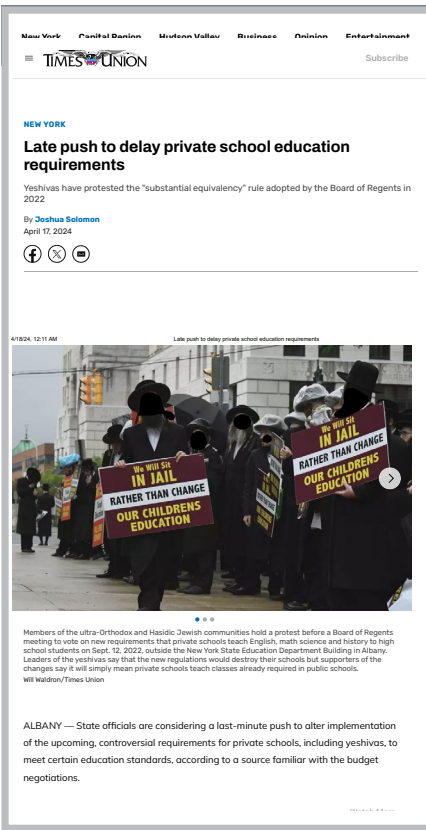 New York Capital Region Hudson Valley Business Opinion Entertainment
TIMES UNION
Subscribe
NEW YORK
Late push to delay private school education
requirements
Yeshivas have protested the "substantial equivalency" rule adopted by the Board of Regents in
2022
By Joshua Solomon
April 17, 2024
4/18/24, 12:11 AM Late push to delay private school education requirements
We Will Sit
IN JAIL
RATHER THAN CHANGE
OUR CHILDRENS
EDUCATION
We Will Sit
IN JAIL
RATHER THAN CHANGE
OUR CHILDRENS
EDUCATION
Members of the ultra-Orthodox and Hasidic Jewish communities hold a protest before a Board of Regents
meeting to vote on new requirements that private schools teach English, math science and history to high
school students on Sept. 12, 2022, outside the New York State Education Department Building in Albany.
Leaders of the yeshivas say that the new regulations would destroy their schools but supporters of the
changes say it will simply mean private schools teach classes already required in public schools.
Will Waldron/Times Union
ALBANY — State officials are considering a last-minute push to alter implementation
of the upcoming, controversial requirements for private schools, including yeshivas, to
meet certain education standards, according to a source familiar with the budget
negotiations.